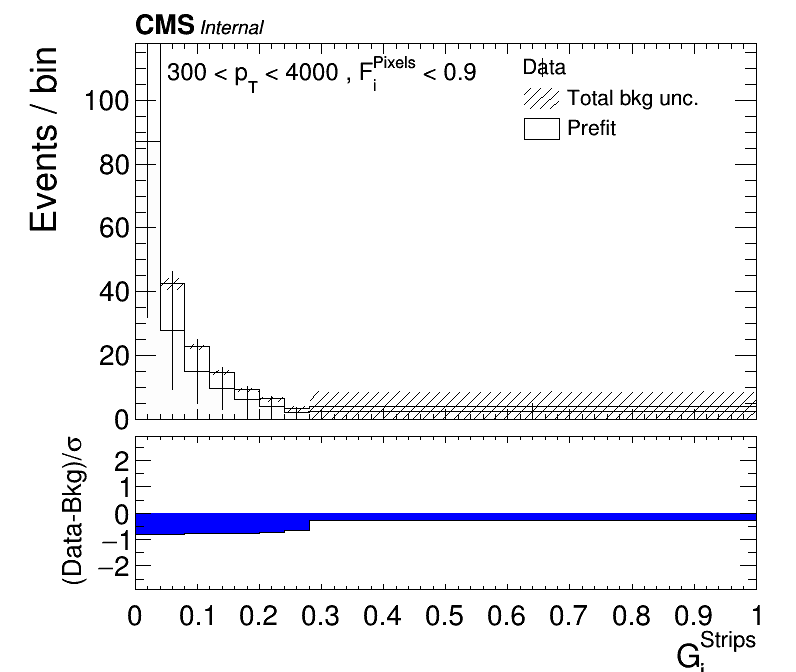 CMS Internal
300 < p_T < 4000 , F_i^Pixels < 0.9
Data
Total bkg unc.
Prefit
Events / bin
100
80
60
40
20
0
(Data-Bkg)/σ
2
1
0
−1
−2
0 0.1 0.2 0.3 0.4 0.5 0.6 0.7 0.8 0.9 1
G_i^Strips